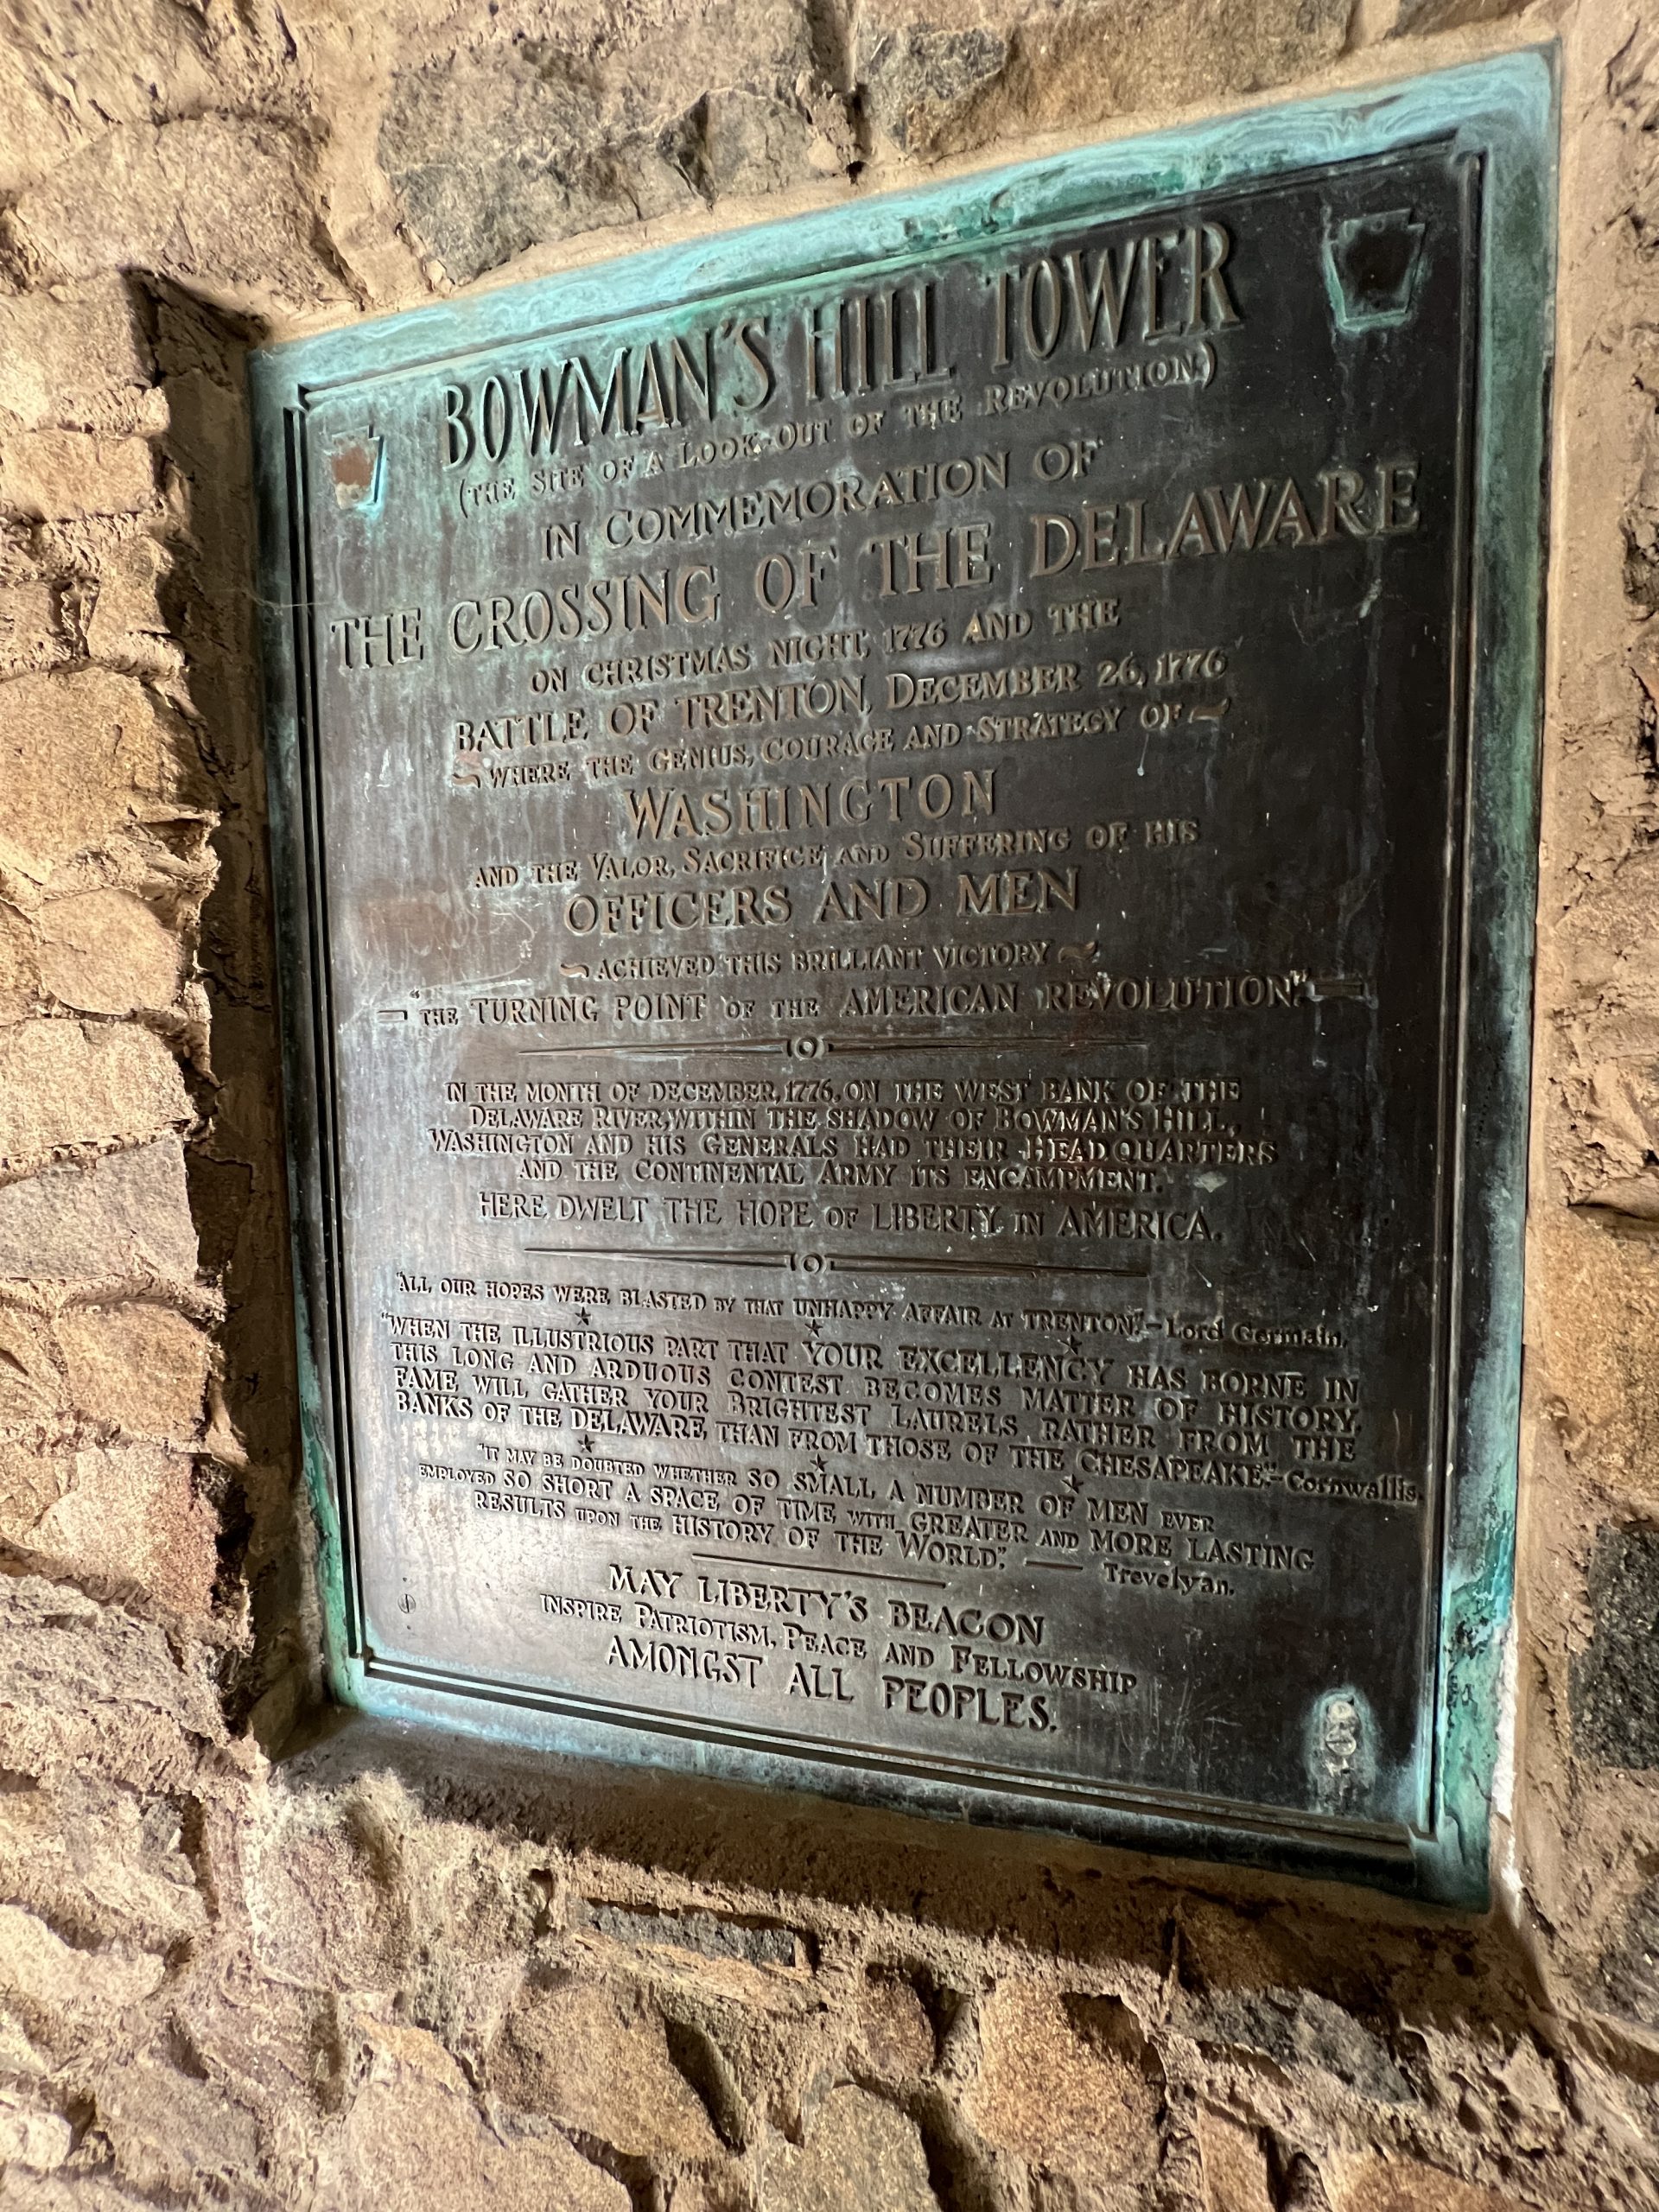 BOWMAN'S HILL TOWER
(THE SITE OF A LOOK-OUT OF THE REVOLUTION)
IN COMMEMORATION OF
THE CROSSING OF THE DELAWARE
ON CHRISTMAS NIGHT, 1776 AND THE
BATTLE OF TRENTON, DECEMBER 26, 1776
WHERE THE GENIUS, COURAGE AND STRATEGY OF
WASHINGTON
AND THE VALOR, SACRIFICE AND SUFFERING OF HIS
OFFICERS AND MEN
ACHIEVED THIS BRILLIANT VICTORY
"THE TURNING POINT OF THE AMERICAN REVOLUTION."
IN THE MONTH OF DECEMBER, 1776, ON THE WEST BANK OF THE
DELAWARE RIVER, WITHIN THE SHADOW OF BOWMAN'S HILL,
WASHINGTON AND HIS GENERALS HAD THEIR HEADQUARTERS
AND THE CONTINENTAL ARMY ITS ENCAMPMENT.
HERE DWELT THE HOPE OF LIBERTY IN AMERICA.
"ALL OUR HOPES WERE BLASTED BY THAT UNHAPPY AFFAIR AT TRENTON."—Lord Germain.
"WHEN THE ILLUSTRIOUS PART THAT YOUR EXCELLENCY HAS BORNE IN
THIS LONG AND ARDUOUS CONTEST BECOMES MATTER OF HISTORY,
FAME WILL GATHER YOUR BRIGHTEST LAURELS RATHER FROM THE
BANKS OF THE DELAWARE THAN FROM THOSE OF THE CHESAPEAKE."—Cornwallis.
"IT MAY BE DOUBTED WHETHER SO SMALL A NUMBER OF MEN EVER
EMPLOYED SO SHORT A SPACE OF TIME WITH GREATER AND MORE LASTING
RESULTS UPON THE HISTORY OF THE WORLD." — Trevelyan.
MAY LIBERTY'S BEACON
INSPIRE PATRIOTISM, PEACE AND FELLOWSHIP
AMONGST ALL PEOPLES.